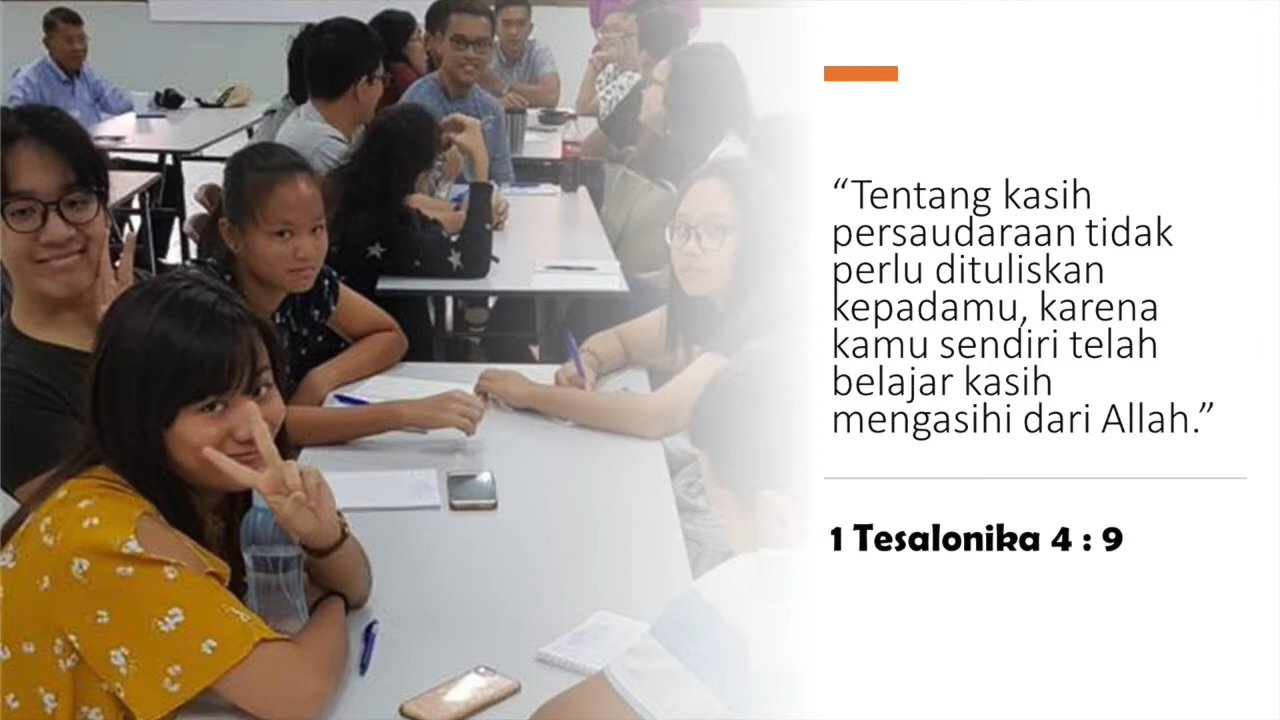 “Tentang kasih
persaudaraan tidak
perlu dituliskan
kepadamu, karena
kamu sendiri telah
belajar kasih
mengasihi dari Allah.”
1 Tesalonika 4 : 9